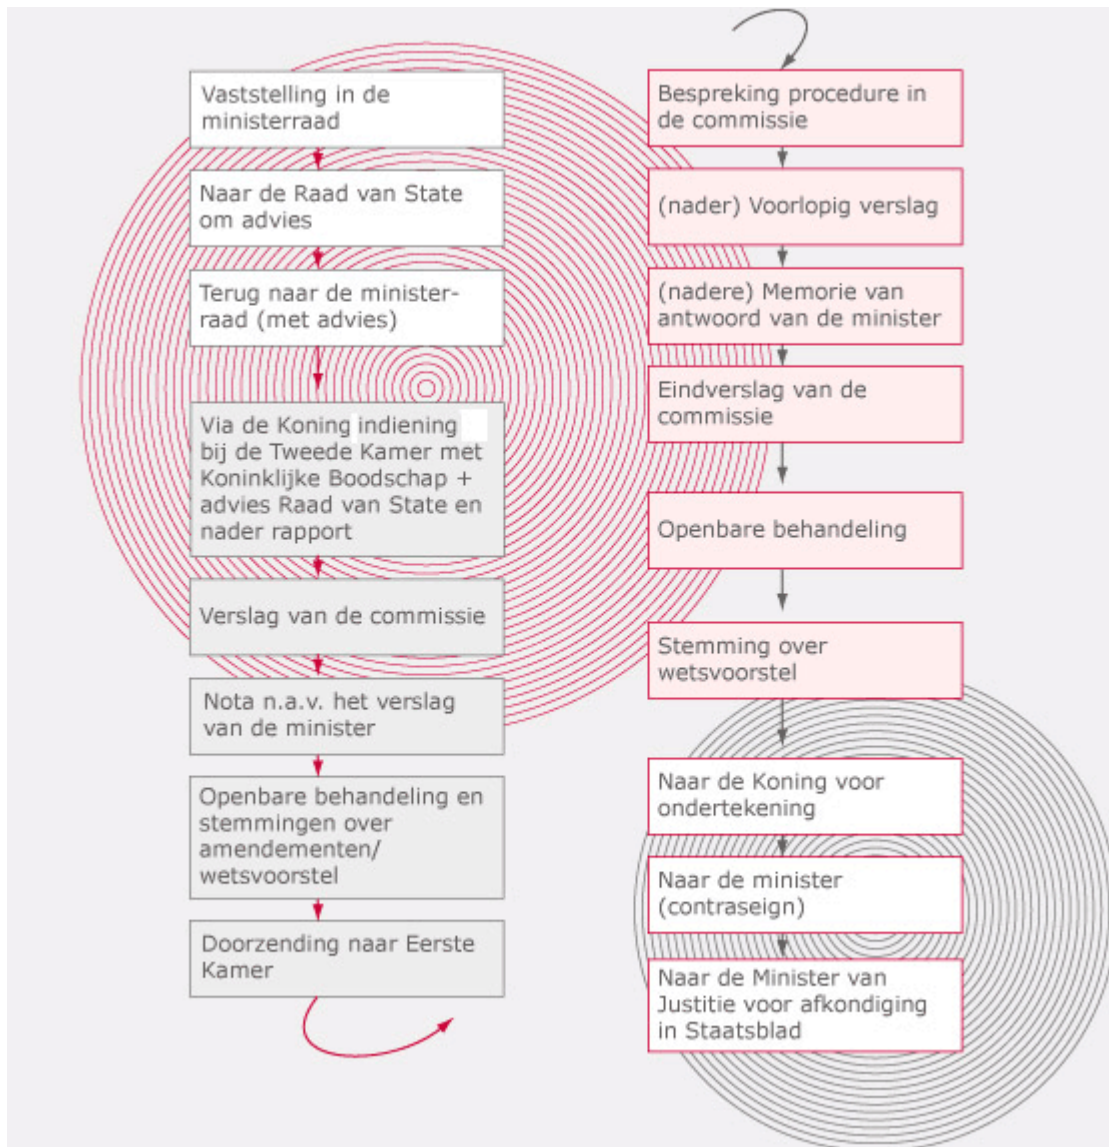 Vaststelling in de
ministerraad
Naar de Raad van State
om advies
Terug naar de minister-
raad (met advies)
Via de Koning indiening
bij de Tweede Kamer met
Koninklijke Boodschap +
advies Raad van State en
nader rapport
Verslag van de commissie
Nota n.a.v. het verslag
van de minister
Openbare behandeling en
stemmingen over
amendementen/
wetsvoorstel
Doorzending naar Eerste
Kamer
Bespreking procedure in
de commissie
(nader) Voorlopig verslag
(nadere) Memorie van
antwoord van de minister
Eindverslag van de
commissie
Openbare behandeling
Stemming over
wetsvoorstel
Naar de Koning voor
ondertekening
Naar de minister
(contraseign)
Naar de Minister van
Justitie voor afkondiging
in Staatsblad